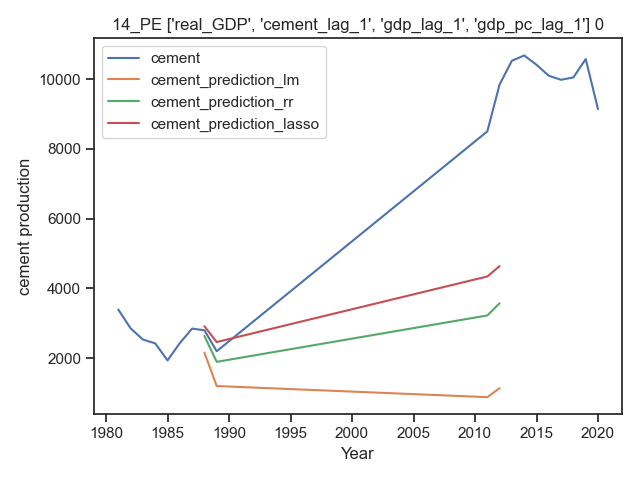 14_PE ['real_GDP', 'cement_lag_1', 'gdp_lag_1', 'gdp_pc_lag_1'] 0
cement
cement_prediction_lm
cement_prediction_rr
cement_prediction_lasso
10000
8000
6000
4000
2000
cement production
1980 1985 1990 1995 2000 2005 2010 2015 2020
Year